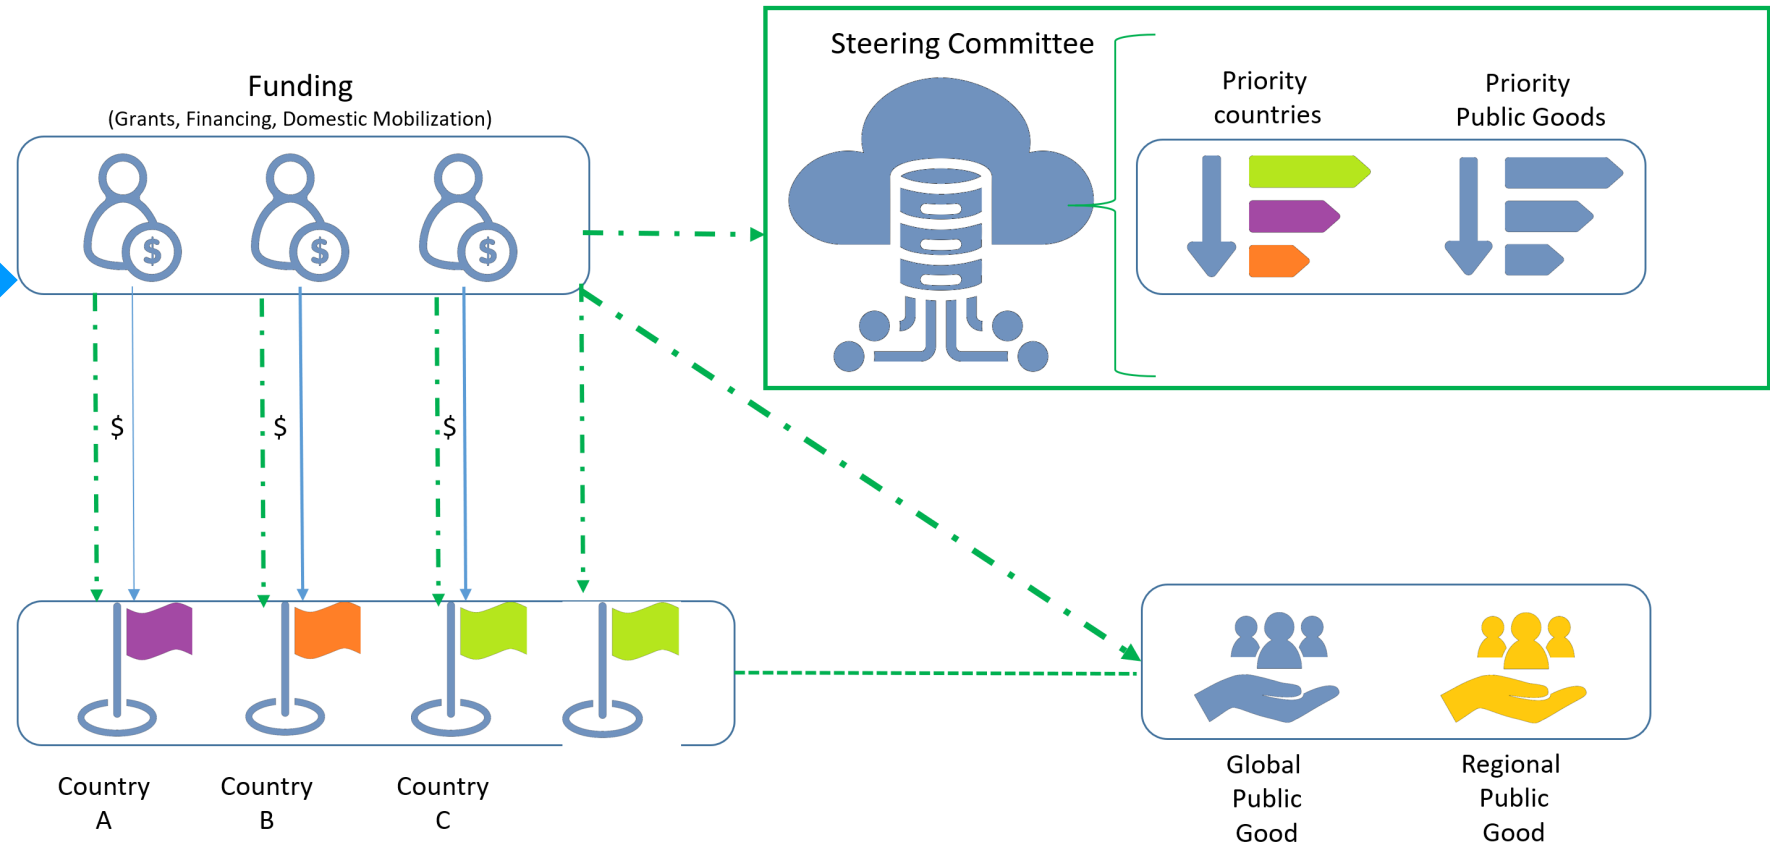 Steering Committee
Funding
(Grants, Financing, Domestic Mobilization)
Priority
countries
Priority
Public Goods
$ $ $
$ $ $
Country
A
Country
B
Country
C
Global
Public
Good
Regional
Public
Good